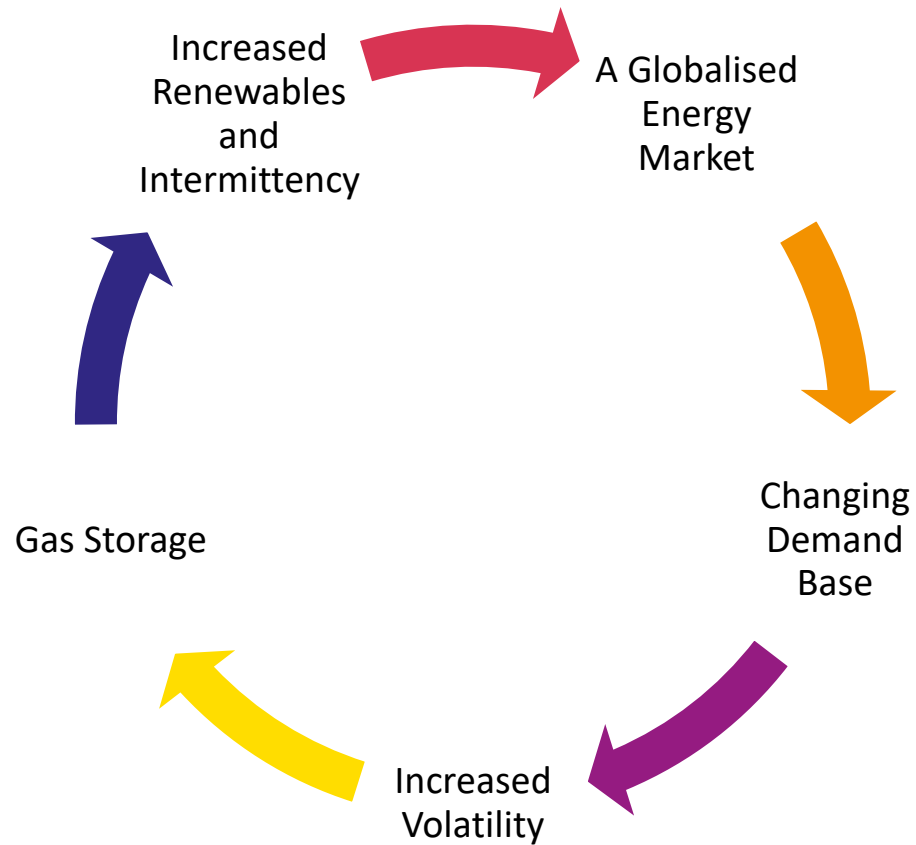 Increased
Renewables
and
Intermittency
A Globalised
Energy
Market
Changing
Demand
Base
Increased
Volatility
Gas Storage